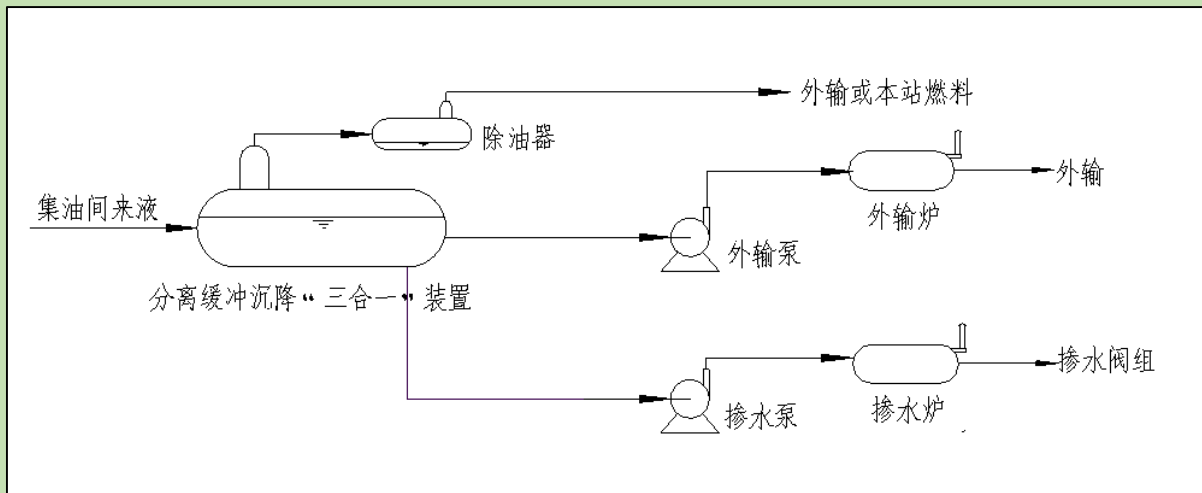 外输或本站燃料
除油器
集油间来液
外输
外输炉
外输泵
分离缓冲沉降“三合一”装置
掺水阀组
掺水泵
掺水炉